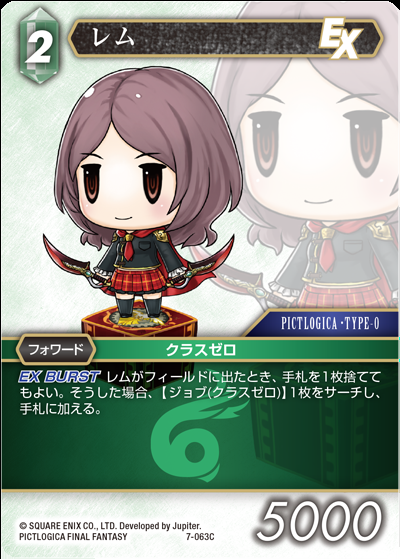 2
レム
EX
PICTLOGICA・TYPE-0
フォワード
クラスゼロ
EX BURST レムがフィールドに出たとき、手札を1枚捨てて
もよい。そうした場合、【ジョブ(クラスゼロ)】1枚をサーチし、
手札に加える。
© SQUARE ENIX CO., LTD. Developed by Jupiter.
PICTLOGICA FINAL FANTASY
7-063C
5000